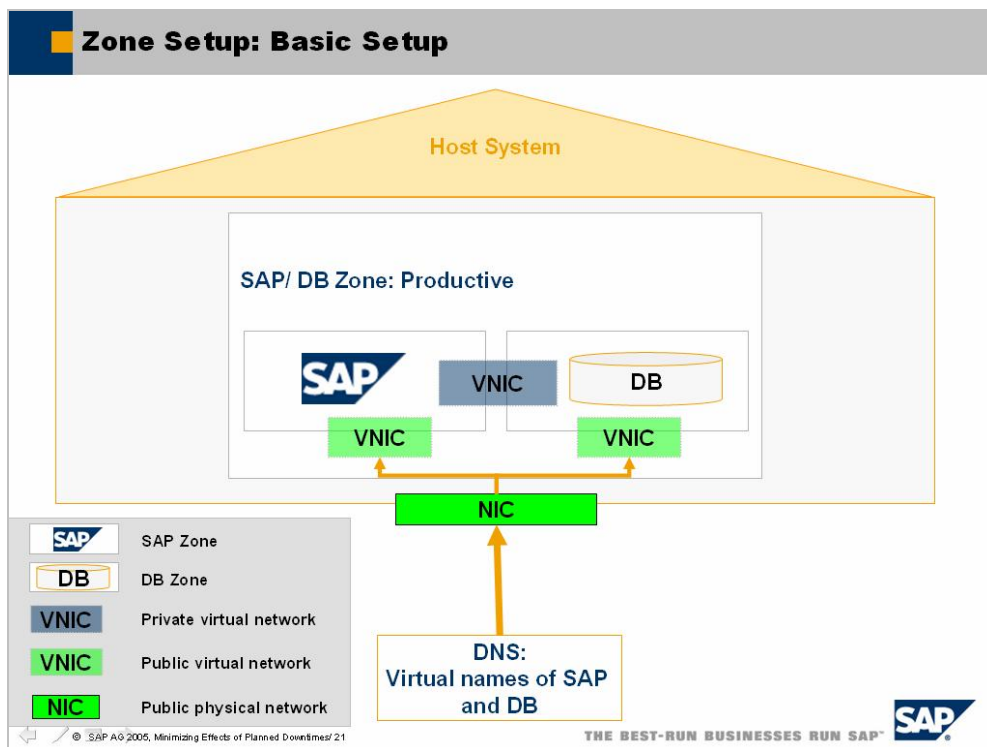 Zone Setup: Basic Setup
Host System
SAP/ DB Zone: Productive
SAP
VNIC
DB
VNIC
VNIC
NIC
SAP
SAP Zone
DB
DB Zone
VNIC
Private virtual network
VNIC
Public virtual network
NIC
Public physical network
DNS:
Virtual names of SAP
and DB
© SAP AG 2005, Minimizing Effects of Planned Downtimes/ 21
THE BEST-RUN BUSINESSES RUN SAP™
SAP